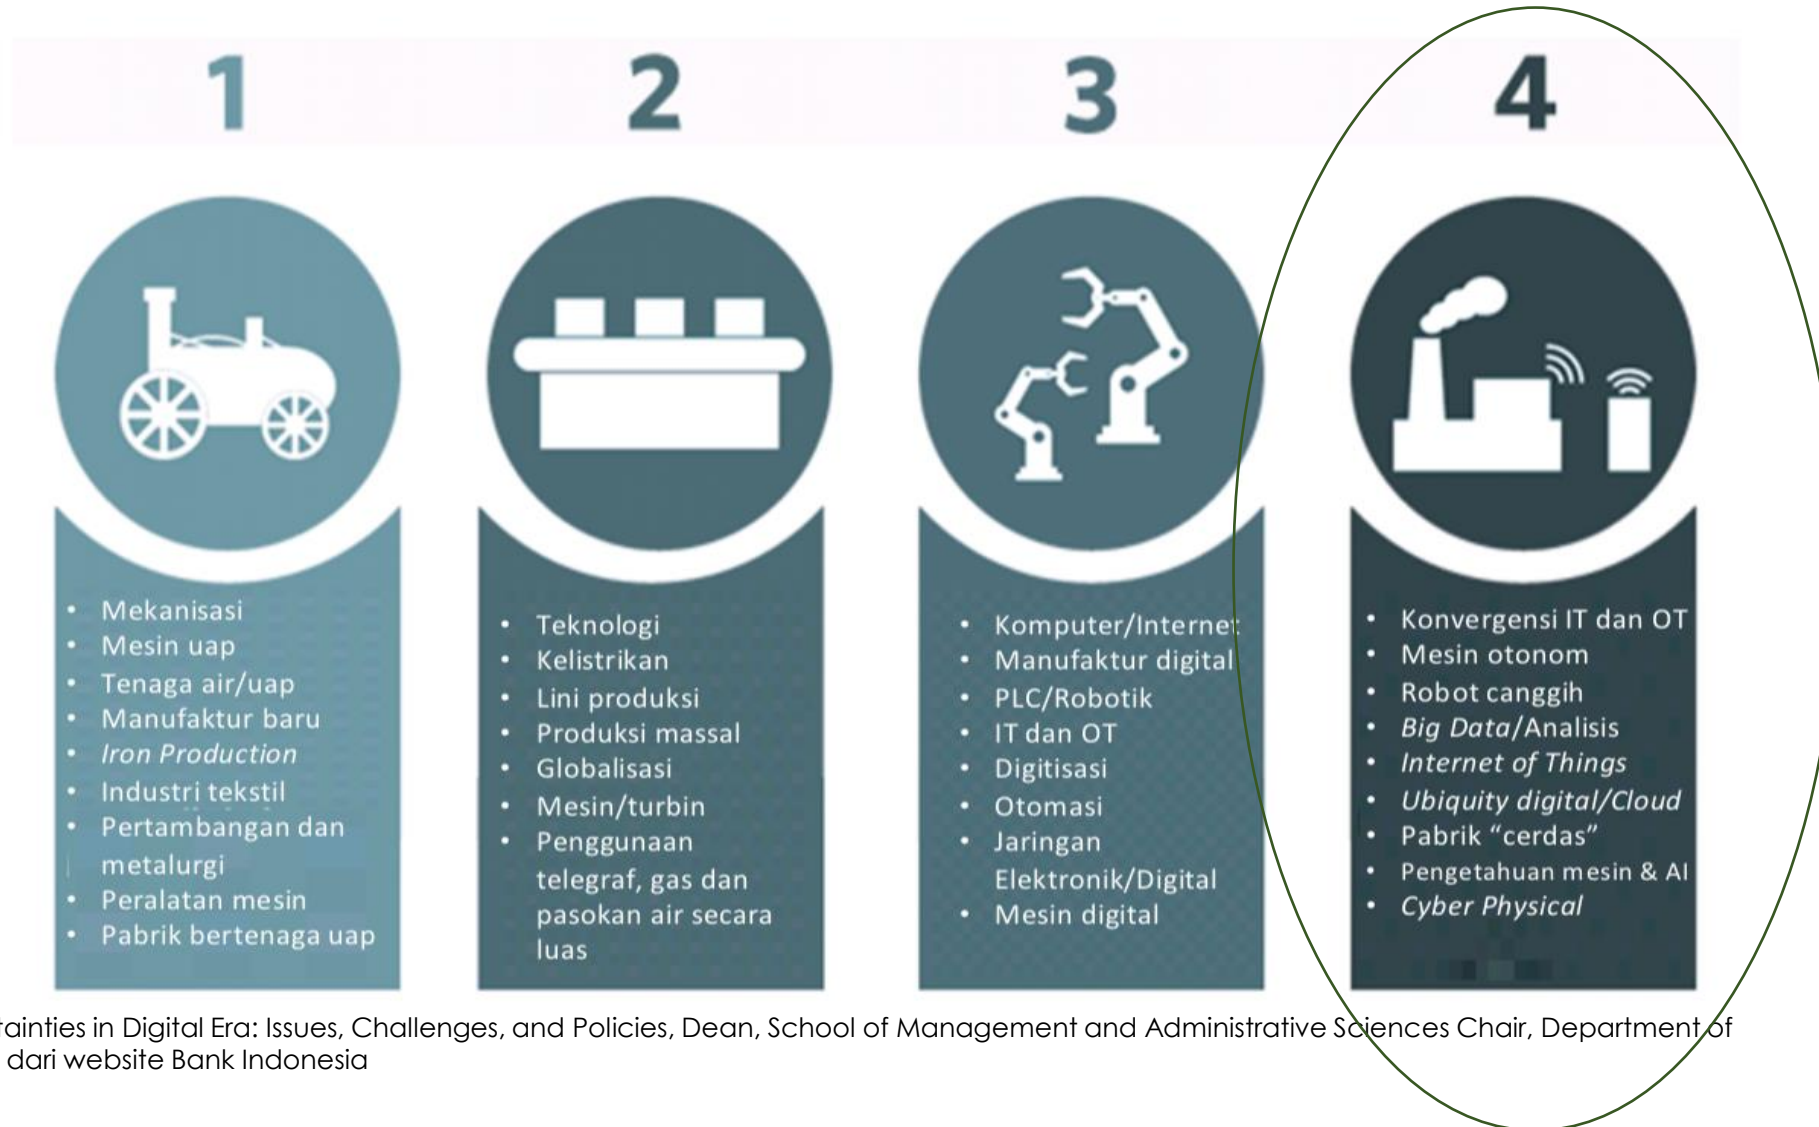 1
2
3
4
• Mekanisasi
• Mesin uap
• Tenaga air/uap
• Manufaktur baru
• Iron Production
• Industri tekstil
• Pertambangan dan
metalurgi
• Peralatan mesin
• Pabrik bertenaga uap
• Teknologi
• Kelistrikan
• Lini produksi
• Produksi massal
• Globalisasi
• Mesin/turbin
• Penggunaan
telegraf, gas dan
pasokan air secara
luas
• Komputer/Internet
• Manufaktur digital
• PLC/Robotik
• IT dan OT
• Digitisasi
• Otomasi
• Jaringan
Elektronik/Digital
• Mesin digital
• Konvergensi IT dan OT
• Mesin otonom
• Robot canggih
• Big Data/Analisis
• Internet of Things
• Ubiquity digital/Cloud
• Pabrik “cerdas”
• Pengetahuan mesin & AI
• Cyber Physical
tainties in Digital Era: Issues, Challenges, and Policies, Dean, School of Management and Administrative Sciences Chair, Department of
dari website Bank Indonesia